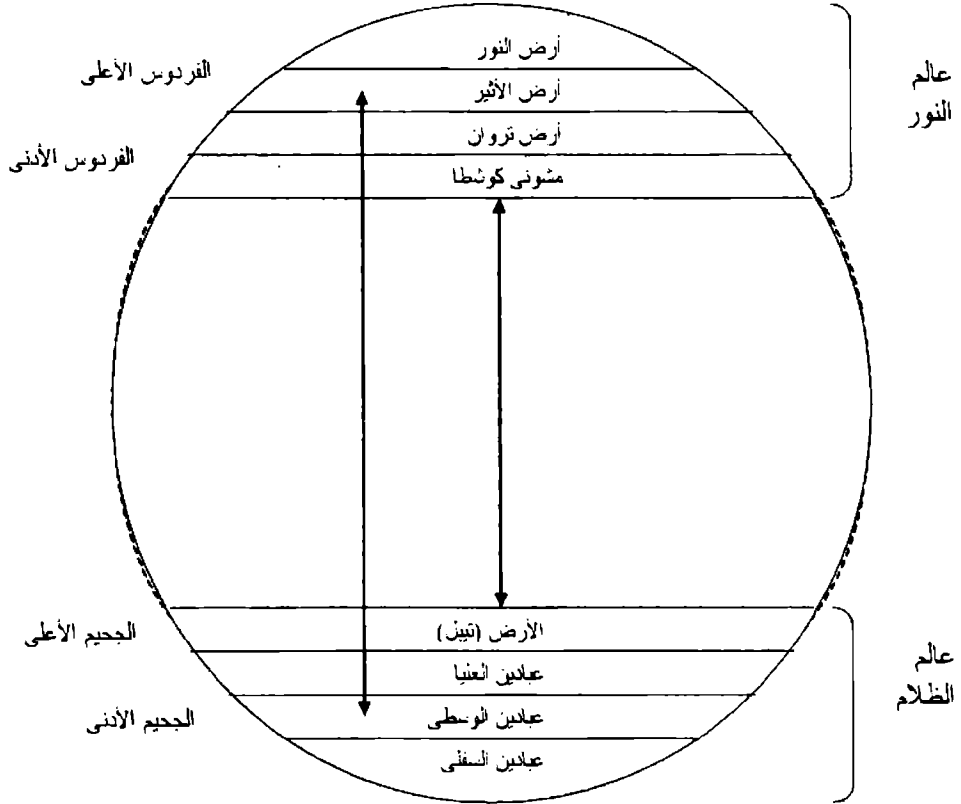 أرض النور
الفردوس الأعلى
عالم
النور
أرض الأثير
أرض تروان
الفردوس الأدنى
مشوني كوشطا
الأرض (تيبل)
الجحيم الأعلى
عالم
الظلام
عبادين العليا
عبادين الوسطى
الجحيم الأدنى
عبادين السفلى